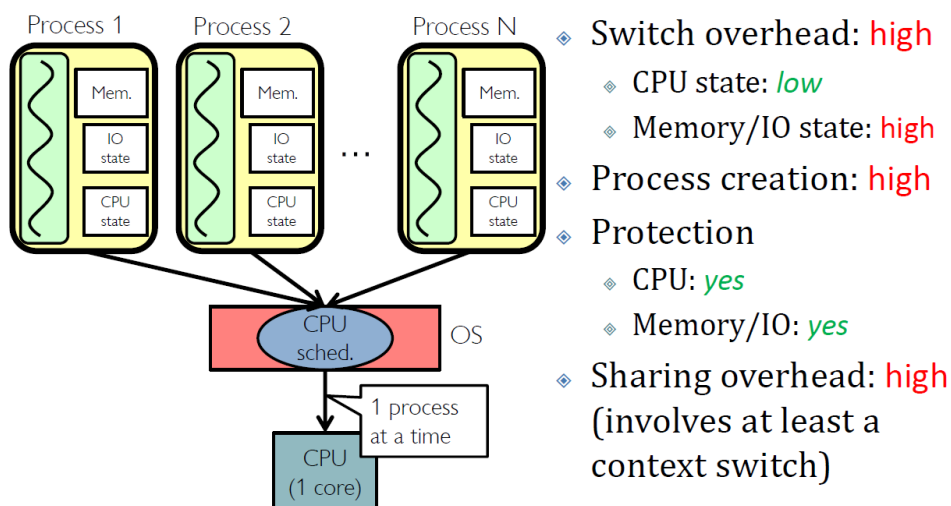 Process 1
Process 2
Process N
Mem.
IO
state
CPU
state
Mem.
IO
state
CPU
state
...
Mem.
IO
state
CPU
state
CPU
sched.
OS
1 process
at a time
CPU
(1 core)
Switch overhead: high
CPU state: low
Memory/IO state: high
Process creation: high
Protection
CPU: yes
Memory/IO: yes
Sharing overhead: high
(involves at least a
context switch)